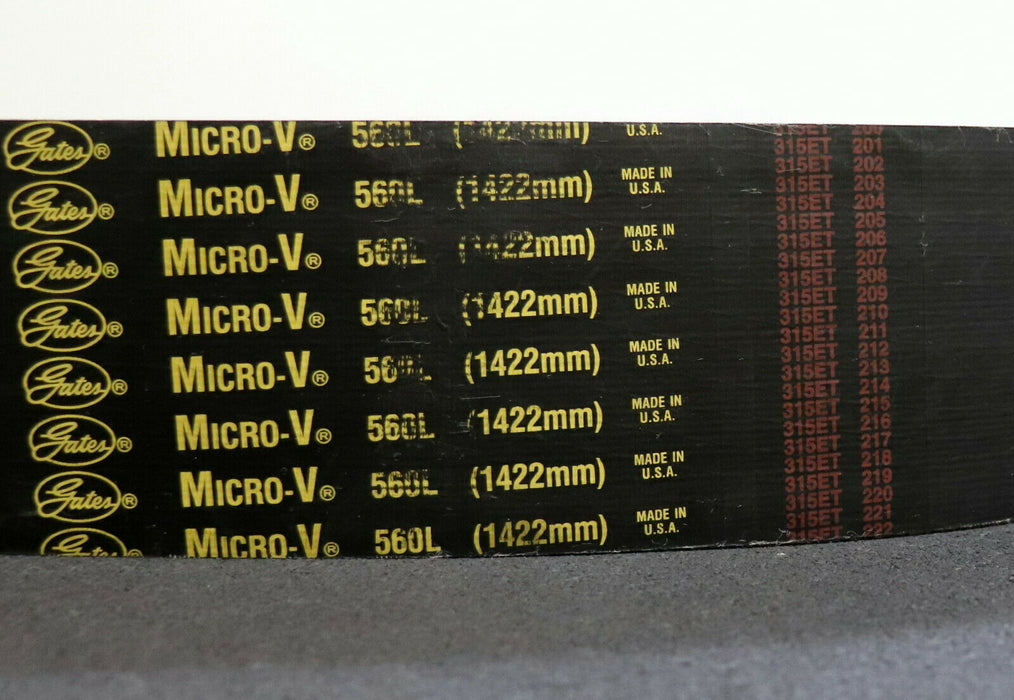 Gates® MICRO-V® 560L (1422mm) U.S.A.
Gates® MICRO-V® 560L (1422mm) MADE IN U.S.A.
Gates® MICRO-V® 560L (1422mm) MADE IN U.S.A.
Gates® MICRO-V® 560L (1422mm) MADE IN U.S.A.
Gates® MICRO-V® 560L (1422mm) MADE IN U.S.A.
Gates® MICRO-V® 560L (1422mm) MADE IN U.S.A.
Gates® MICRO-V® 560L (1422mm) MADE IN U.S.A.
Gates® MICRO-V® 560L (1422mm) MADE IN U.S.A.
315ET 200
315ET 201
315ET 202
315ET 203
315ET 204
315ET 205
315ET 206
315ET 207
315ET 208
315ET 209
315ET 210
315ET 211
315ET 212
315ET 213
315ET 214
315ET 215
315ET 216
315ET 217
315ET 218
315ET 219
315ET 220
315ET 221
315ET 222